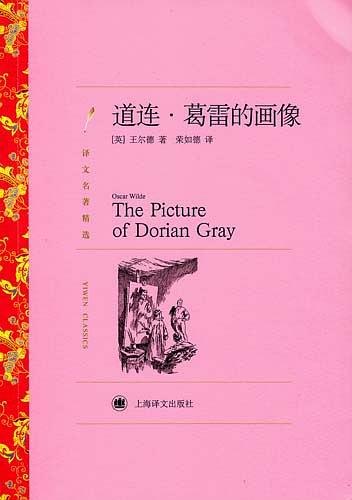 道连·葛雷的画像
[英] 王尔德 著 荣如德 译
译文名著精选
YIWEN CLASSICS
Oscar Wilde
The Picture
of Dorian Gray
上海译文出版社